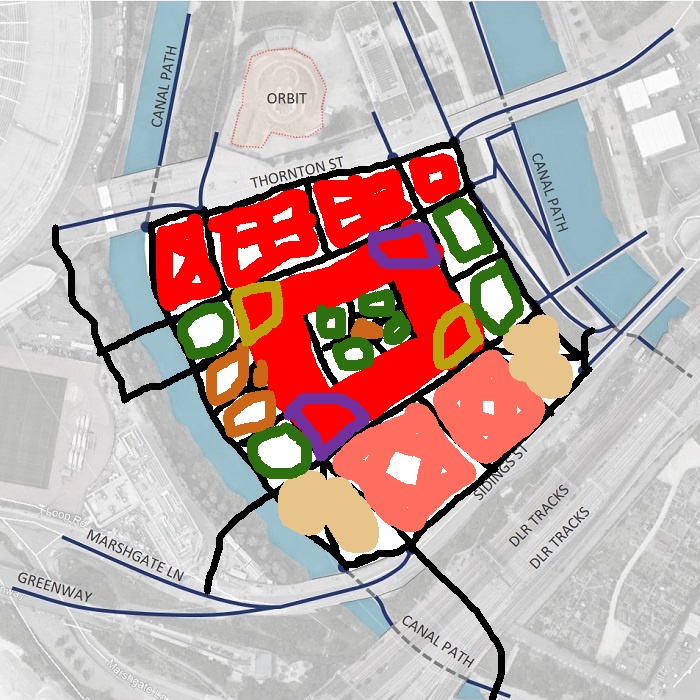 CANAL PATH
ORBIT
THORNTON ST
CANAL PATH
SIDINGS ST
DLR TRACKS
DLR TRACKS
MARSHGATE LN
GREENWAY
CANAL PATH
Marshgate Ln